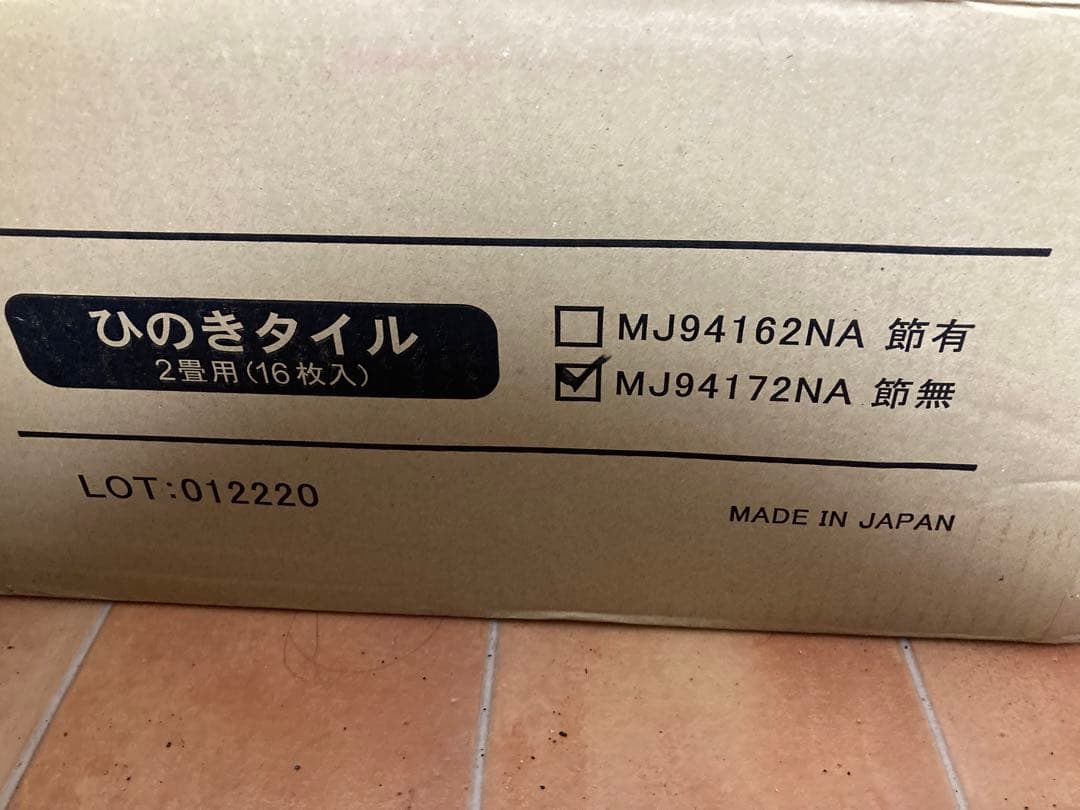 ひのきタイル
2畳用(16枚入)
MJ94162NA 節有
MJ94172NA 節無
LOT:012220
MADE IN JAPAN